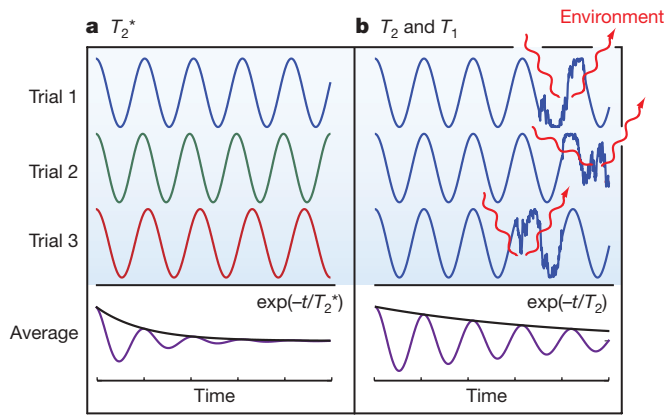 a T₂*
b T₂ and T₁
Environment
Trial 1
Trial 2
Trial 3
Average
exp(–t/T₂*)
exp(–t/T₂)
Time
Time